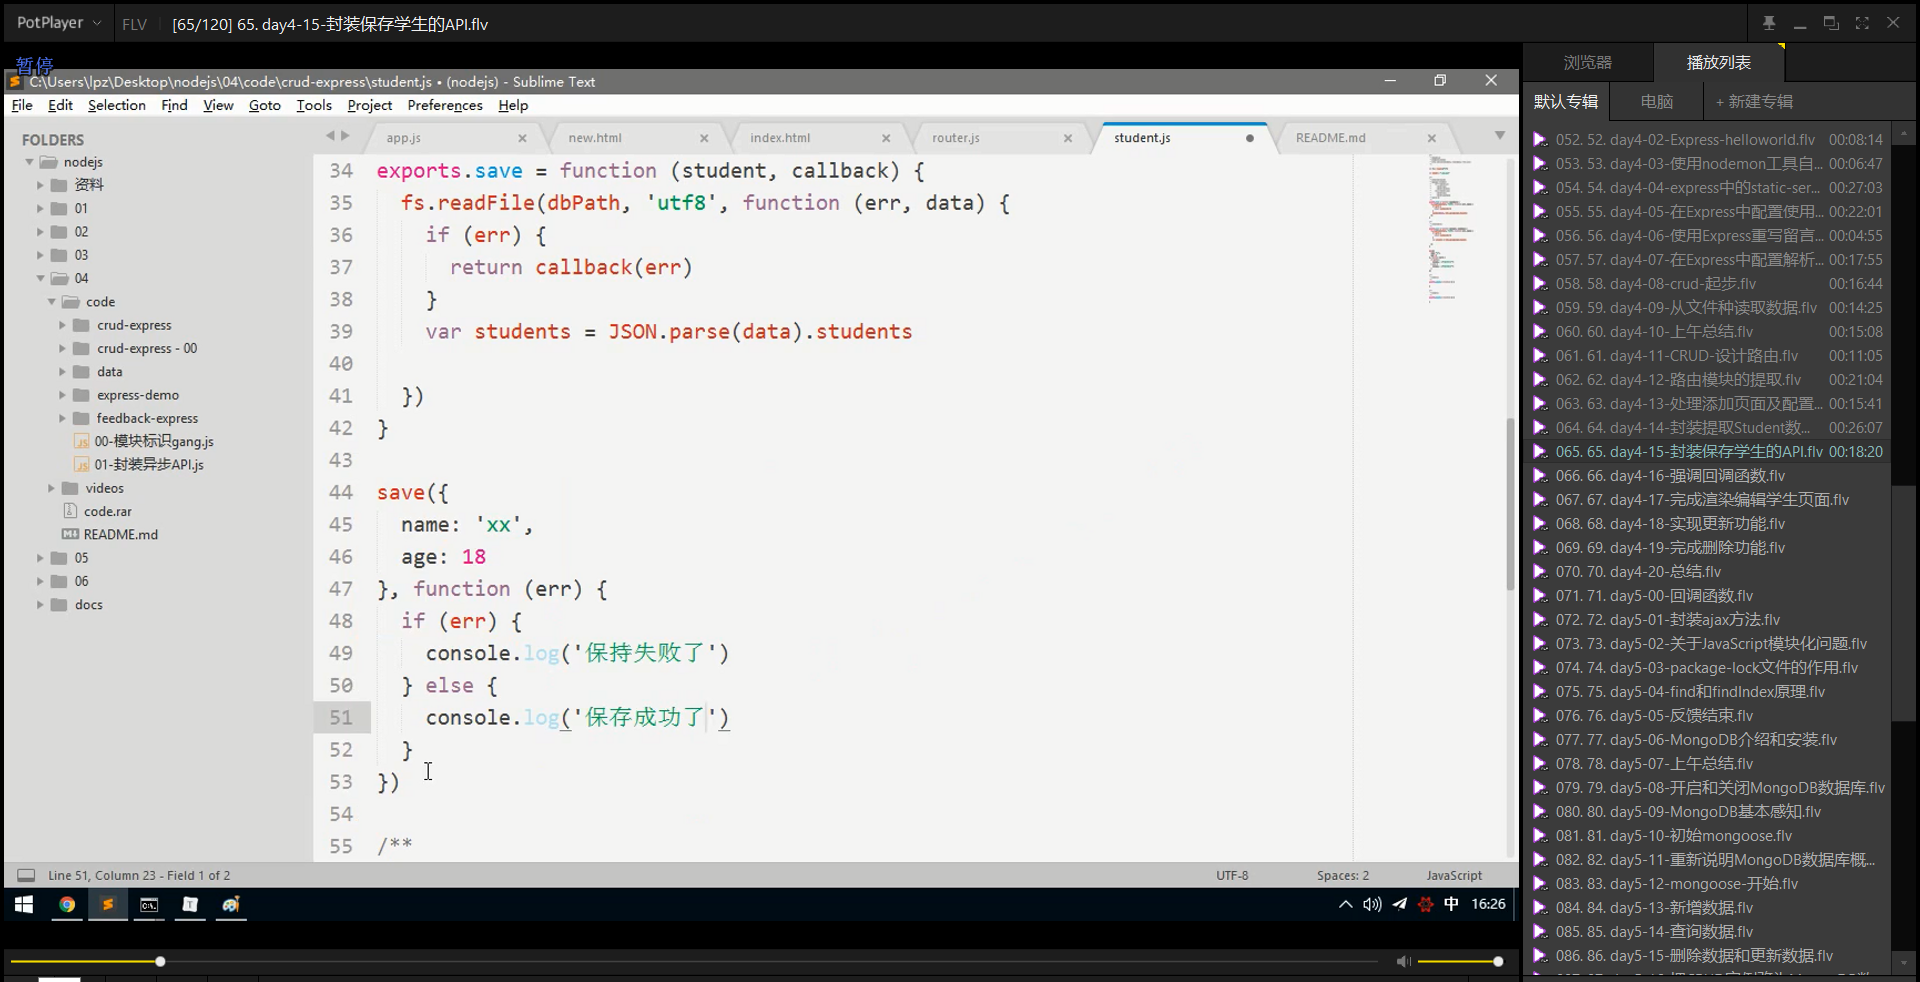 PotPlayer FLV [65/120] 65. day4-15-封装保存学生的API.flv
暂停
C:\Users\lpz\Desktop\nodejs\04\code\crud-express\student.js • (nodejs) - Sublime Text
File Edit Selection Find View Goto Tools Project Preferences Help
FOLDERS
nodejs
资料
01
02
03
04
code
crud-express
crud-express - 00
data
express-demo
feedback-express
00-模块标识gang.js
01-封装异步API.js
videos
code.rar
README.md
05
06
docs
app.js new.html index.html router.js student.js README.md
34 exports.save = function (student, callback) {
35 fs.readFile(dbPath, 'utf8', function (err, data) {
36 if (err) {
37 return callback(err)
38 }
39 var students = JSON.parse(data).students
40
41 })
42 }
43
44 save({
45 name: 'xx',
46 age: 18
47 }, function (err) {
48 if (err) {
49 console.log('保持失败了')
50 } else {
51 console.log('保存成功了')
52 }
53 })
54
55 /**
Line 51, Column 23 - Field 1 of 2 UTF-8 Spaces: 2 JavaScript
中 16:26
浏览器 播放列表
默认专辑 电脑 + 新建专辑
052. 52. day4-02-Express-helloworld.flv 00:08:14
053. 53. day4-03-使用nodemon工具自... 00:06:47
054. 54. day4-04-express中的static-ser... 00:27:03
055. 55. day4-05-在Express中配置使用... 00:22:01
056. 56. day4-06-使用Express重写留言... 00:04:55
057. 57. day4-07-在Express中配置解析... 00:17:55
058. 58. day4-08-crud-起步.flv 00:16:44
059. 59. day4-09-从文件种读取数据.flv 00:14:25
060. 60. day4-10-上午总结.flv 00:15:08
061. 61. day4-11-CRUD-设计路由.flv 00:11:05
062. 62. day4-12-路由模块的提取.flv 00:21:04
063. 63. day4-13-处理添加页面及配置... 00:15:41
064. 64. day4-14-封装提取Student数... 00:26:07
065. 65. day4-15-封装保存学生的API.flv 00:18:20
066. 66. day4-16-强调回调函数.flv
067. 67. day4-17-完成渲染编辑学生页面.flv
068. 68. day4-18-实现更新功能.flv
069. 69. day4-19-完成删除功能.flv
070. 70. day4-20-总结.flv
071. 71. day5-00-回调函数.flv
072. 72. day5-01-封装ajax方法.flv
073. 73. day5-02-关于JavaScript模块化问题.flv
074. 74. day5-03-package-lock文件的作用.flv
075. 75. day5-04-find和findIndex原理.flv
076. 76. day5-05-反馈结束.flv
077. 77. day5-06-MongoDB介绍和安装.flv
078. 78. day5-07-上午总结.flv
079. 79. day5-08-开启和关闭MongoDB数据库.flv
080. 80. day5-09-MongoDB基本感知.flv
081. 81. day5-10-初始mongoose.flv
082. 82. day5-11-重新说明MongoDB数据库概...
083. 83. day5-12-mongoose-开始.flv
084. 84. day5-13-新增数据.flv
085. 85. day5-14-查询数据.flv
086. 86. day5-15-删除数据和更新数据.flv